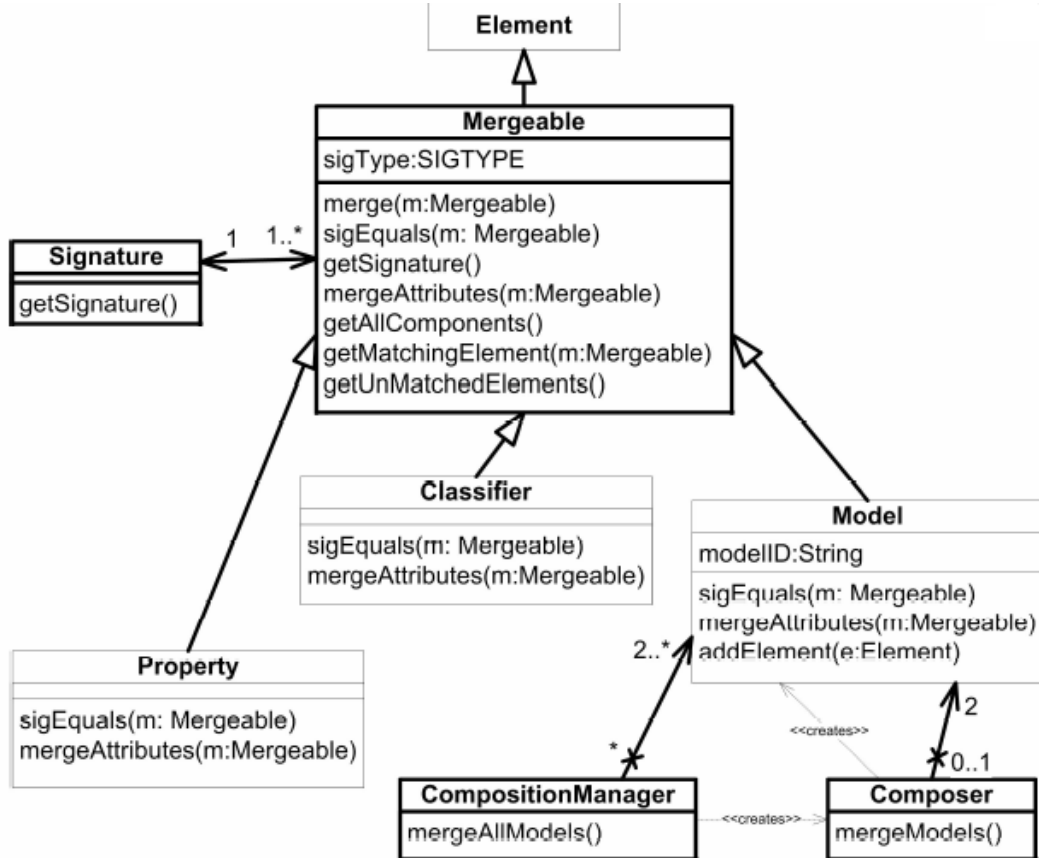 Element
Mergeable
sigType:SIGTYPE
merge(m:Mergeable)
sigEquals(m: Mergeable)
getSignature()
mergeAttributes(m:Mergeable)
getAllComponents()
getMatchingElement(m:Mergeable)
getUnMatchedElements()
1
1..*
Signature
getSignature()
Classifier
sigEquals(m: Mergeable)
mergeAttributes(m:Mergeable)
Model
modelID:String
sigEquals(m: Mergeable)
mergeAttributes(m:Mergeable)
addElement(e:Element)
Property
sigEquals(m: Mergeable)
mergeAttributes(m:Mergeable)
2..*
*
2
0..1
<<creates>>
CompositionManager
mergeAllModels()
<<creates>>
Composer
mergeModels()